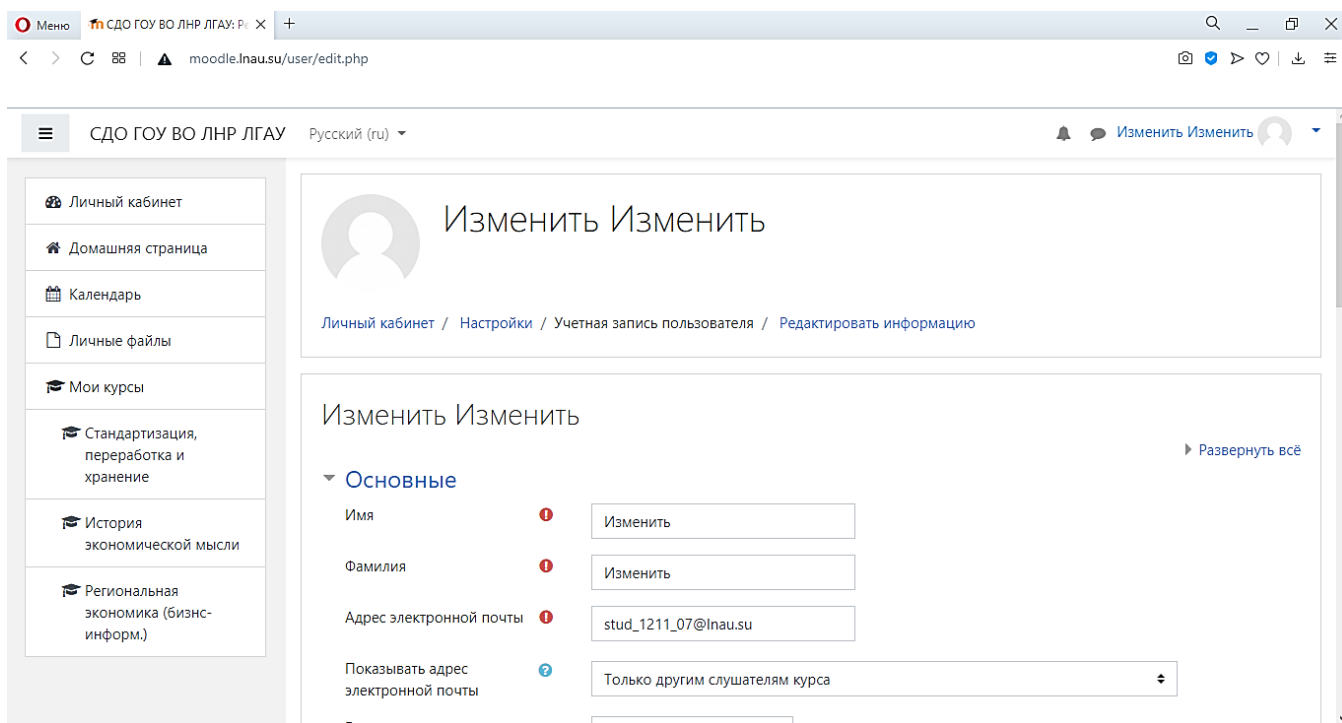 Меню
СДО ГОУ ВО ЛНР ЛГАУ: Ре
moodle.lnau.su/user/edit.php
СДО ГОУ ВО ЛНР ЛГАУ Русский (ru)
Изменить Изменить
Личный кабинет
Домашняя страница
Календарь
Личные файлы
Мои курсы
Стандартизация,
переработка и
хранение
История
экономической мысли
Региональная
экономика (бизнс-
информ.)
Изменить Изменить
Личный кабинет / Настройки / Учетная запись пользователя / Редактировать информацию
Изменить Изменить
Развернуть всё
Основные
Имя
Изменить
Фамилия
Изменить
Адрес электронной почты
stud_1211_07@lnau.su
Показывать адрес
электронной почты
Только другим слушателям курса